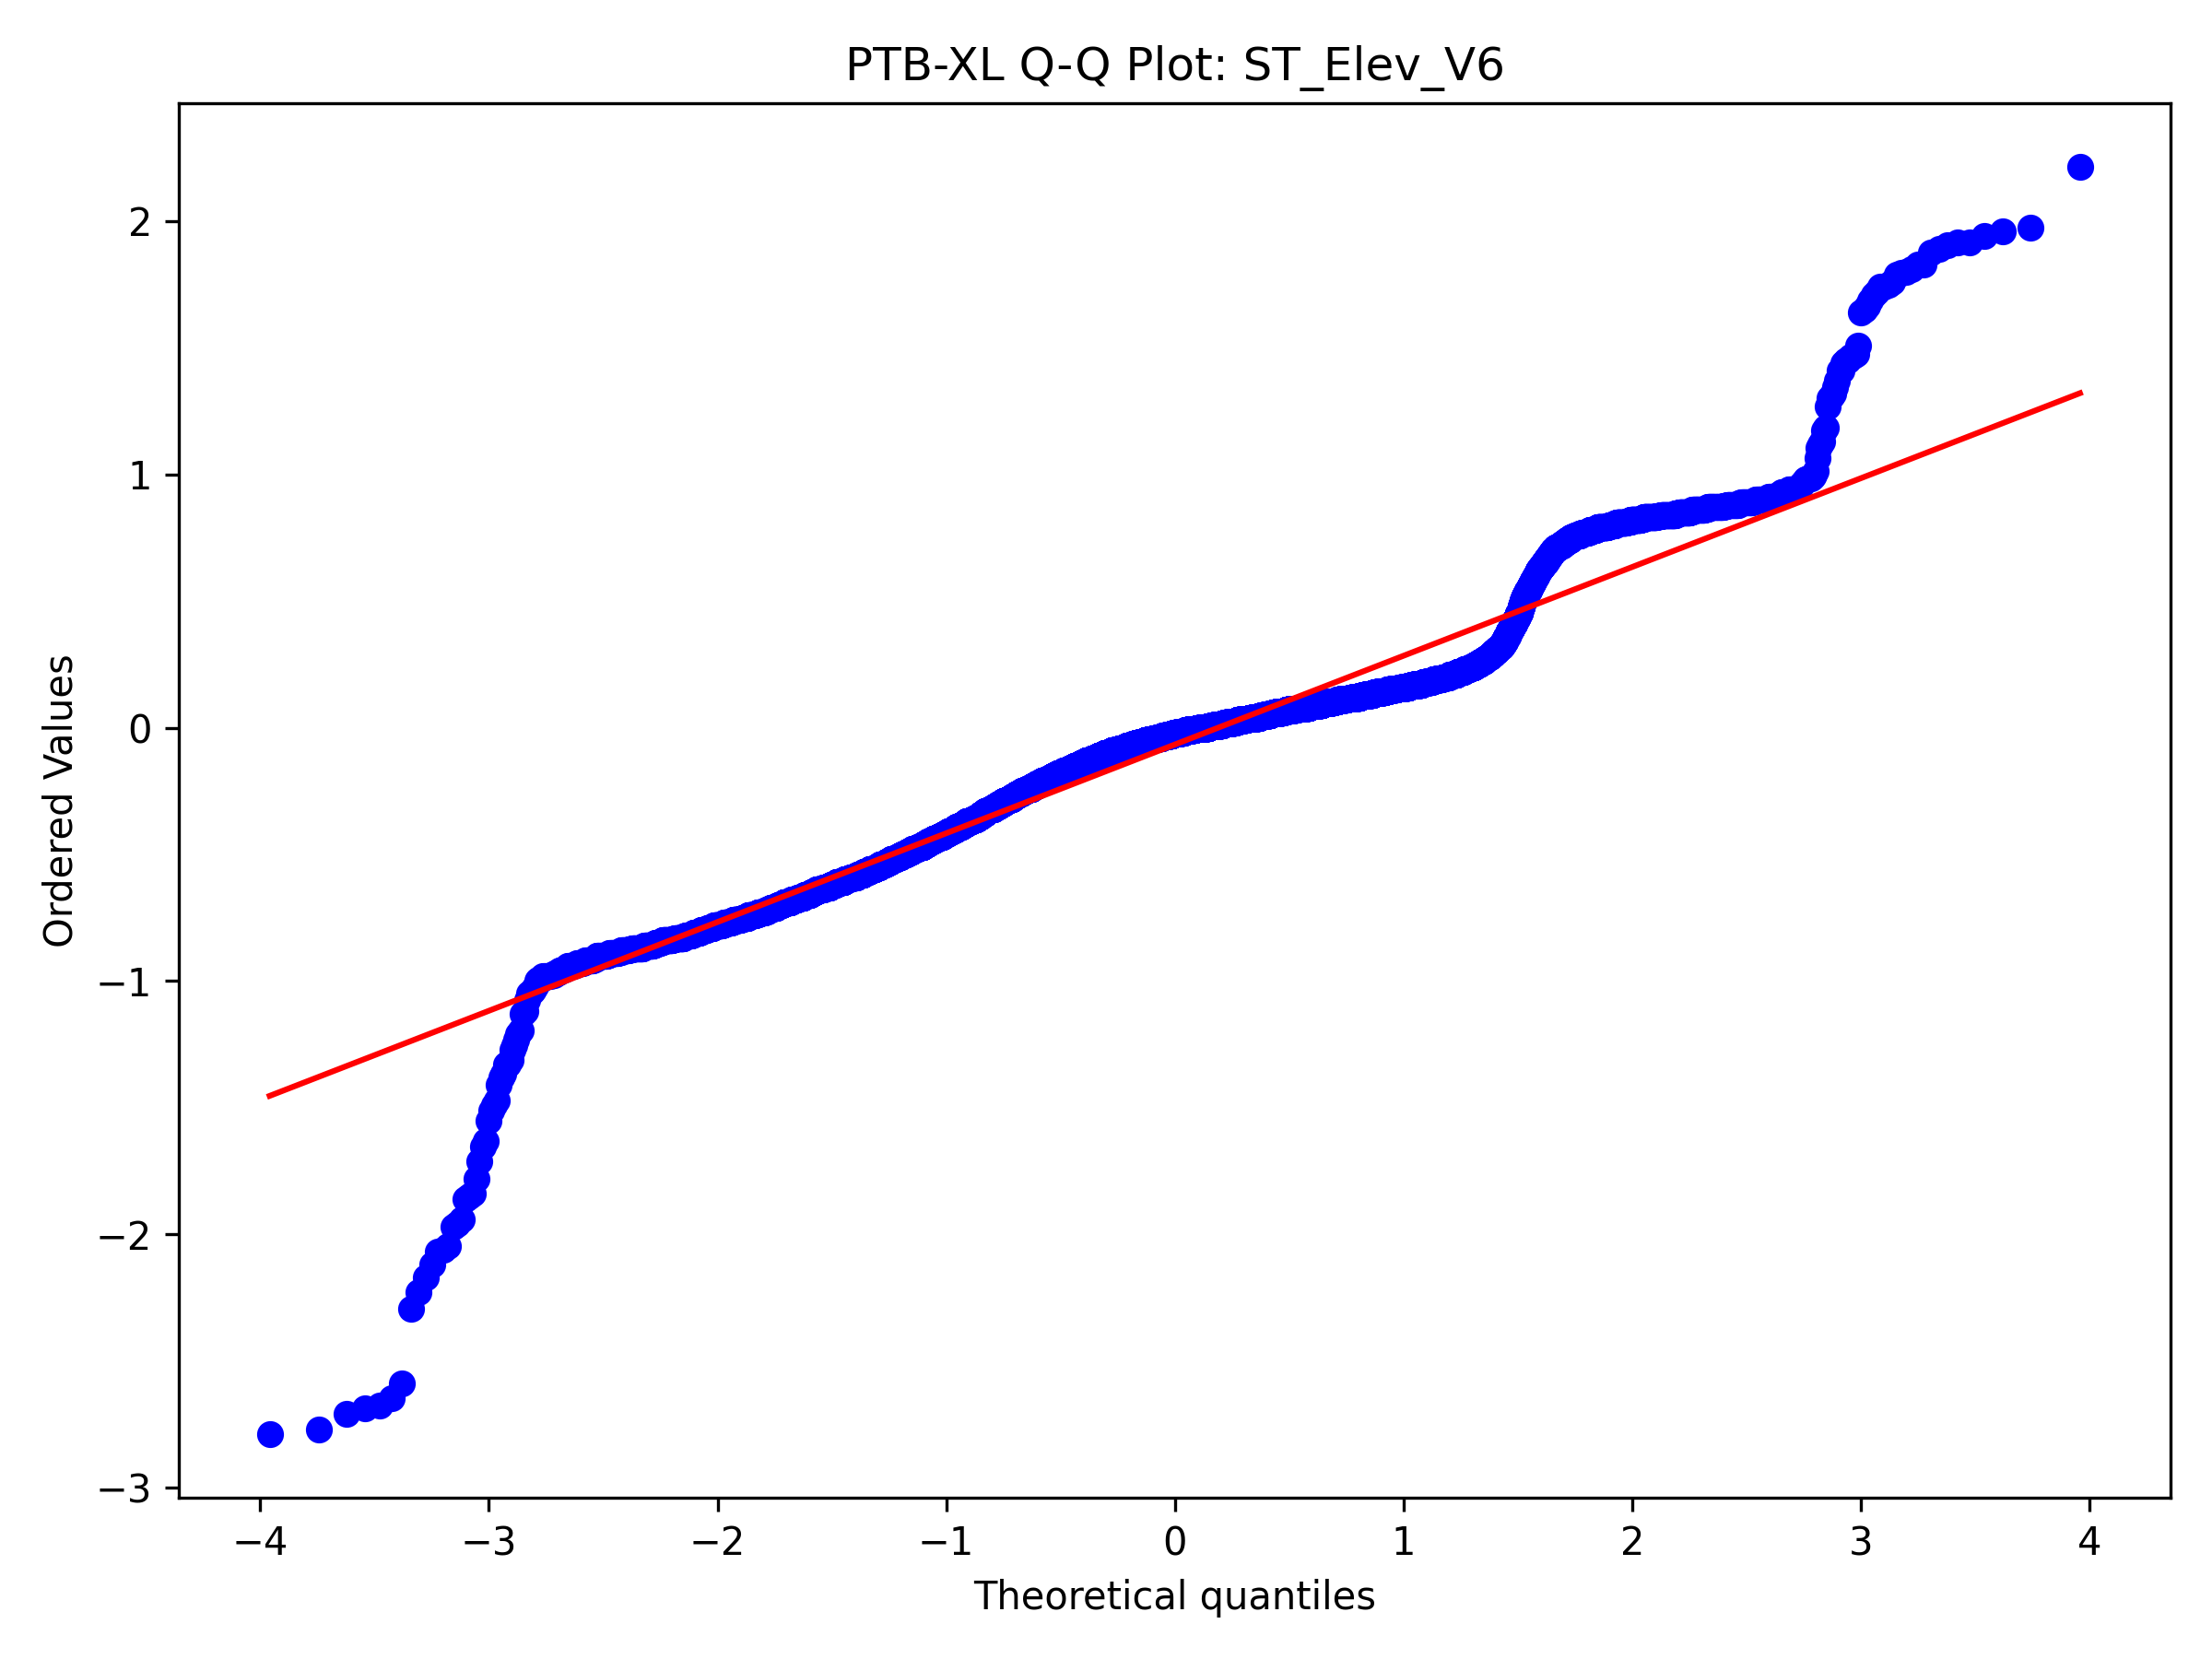 PTB-XL Q-Q Plot: ST_Elev_V6
2
1
0
−1
−2
−3
Ordered Values
−4 −3 −2 −1 0 1 2 3 4
Theoretical quantiles